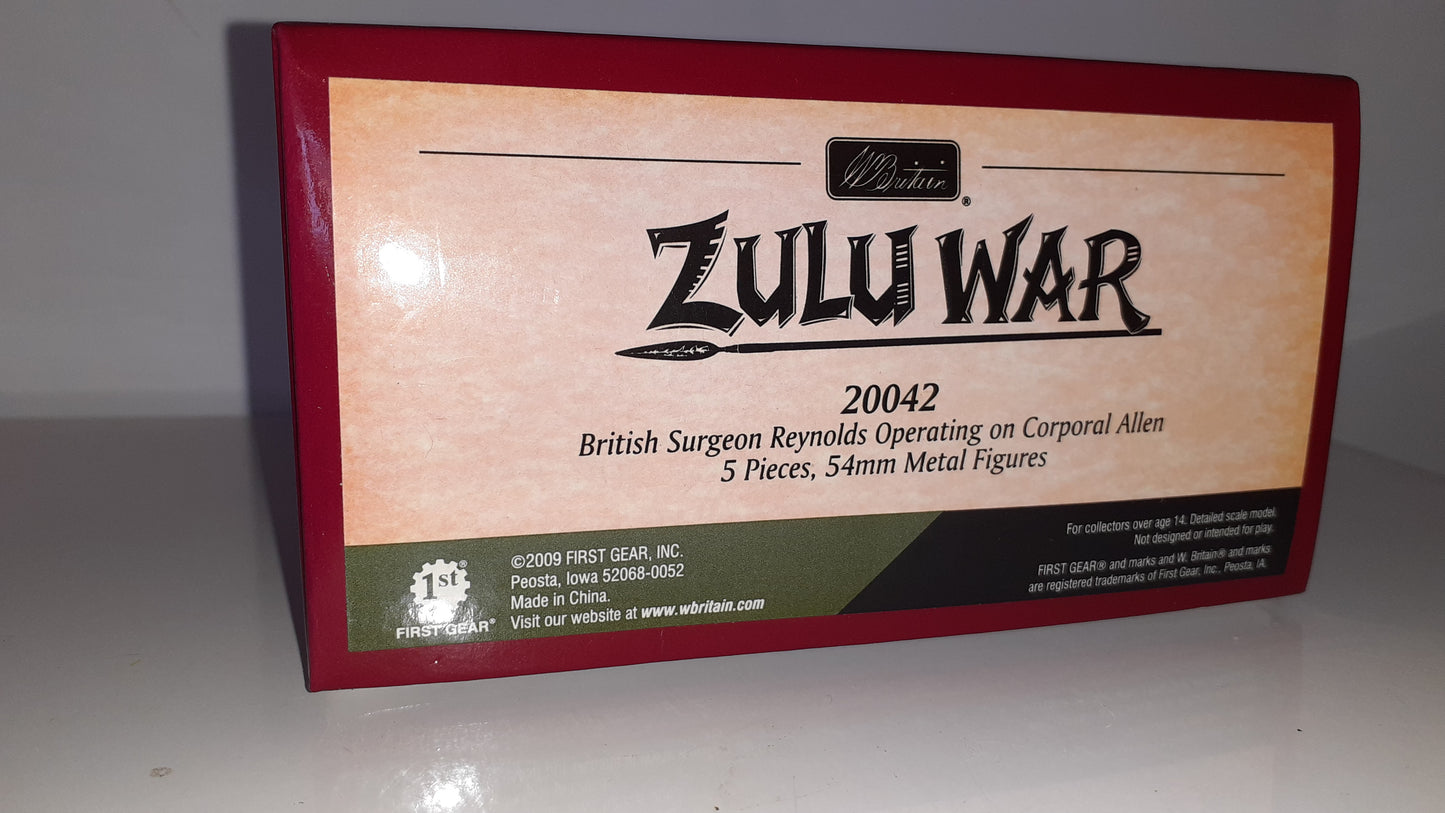 W Britain®
ZULU WAR
20042
British Surgeon Reynolds Operating on Corporal Allen
5 Pieces, 54mm Metal Figures
1st®
FIRST GEAR®
©2009 FIRST GEAR, INC.
Peosta, Iowa 52068-0052
Made in China.
Visit our website at www.wbritain.com
For collectors over age 14. Detailed scale model.
Not designed or intended for play.
FIRST GEAR® and marks and W. Britain® and marks
are registered trademarks of First Gear, Inc., Peosta, IA.